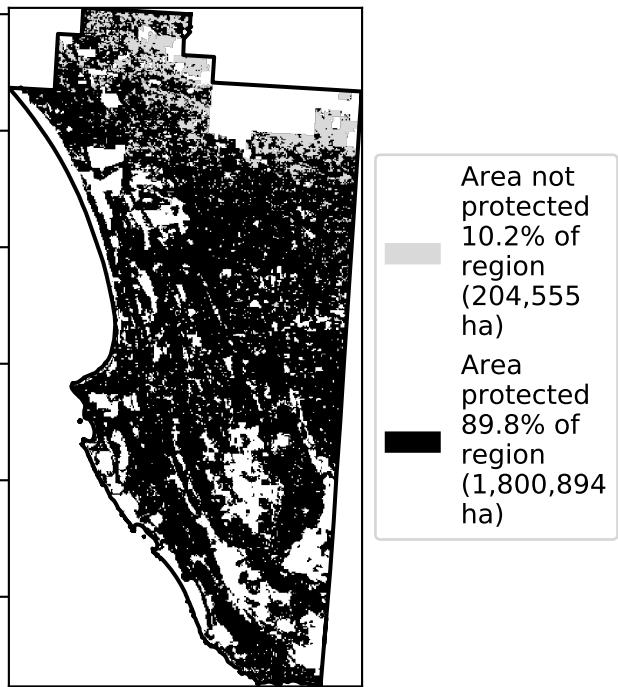 Area not
protected
10.2% of
region
(204,555
ha)
Area
protected
89.8% of
region
(1,800,894
ha)